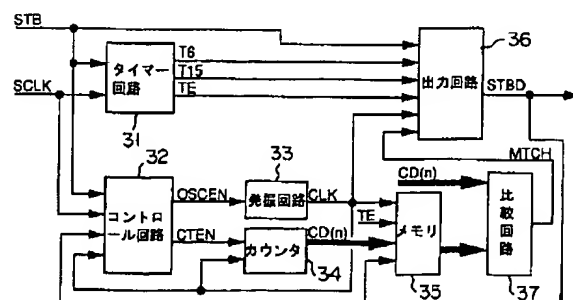 STB
36
T6
タイマー
回路
T15
出力回路
STBD
SCLK
TE
31
MTCH
32
33
CD(n)
OSCEN
発振回路
CLK
コントロ
ール回路
TE
メモリ
比較回路
CTEN
カウンタ
CD(n)
34
35
37